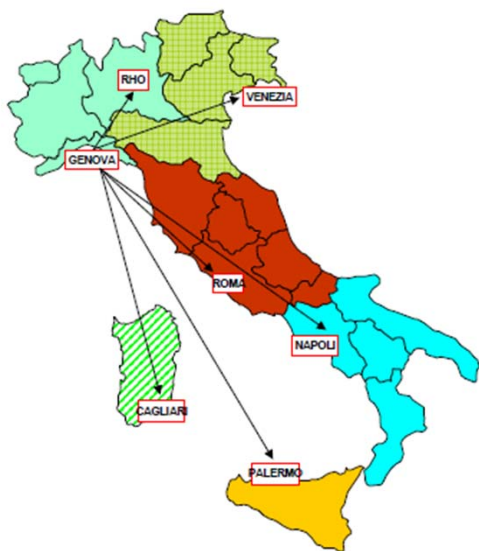 RHO
VENEZIA
GENOVA
ROMA
NAPOLI
CAGLIARI
PALERMO